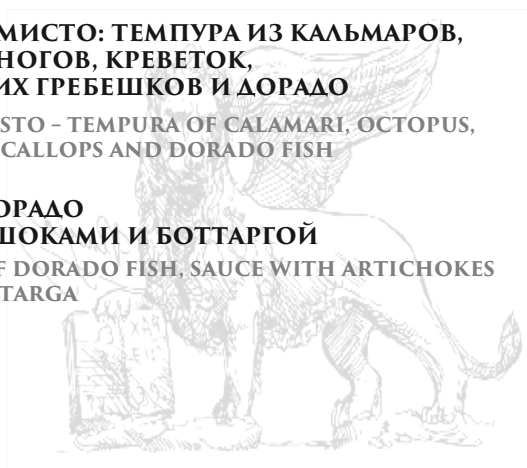 МИСТО: ТЕМПУРА ИЗ КАЛЬМАРОВ,
НОГОВ, КРЕВЕТОК,
ИХ ГРЕБЕШКОВ И ДОРАДО
STO – TEMPURA OF CALAMARI, OCTOPUS,
CALLOPS AND DORADO FISH
ОРАДО
ШОКАМИ И БОТТАРГОЙ
F DORADO FISH, SAUCE WITH ARTICHOKES
TARGA